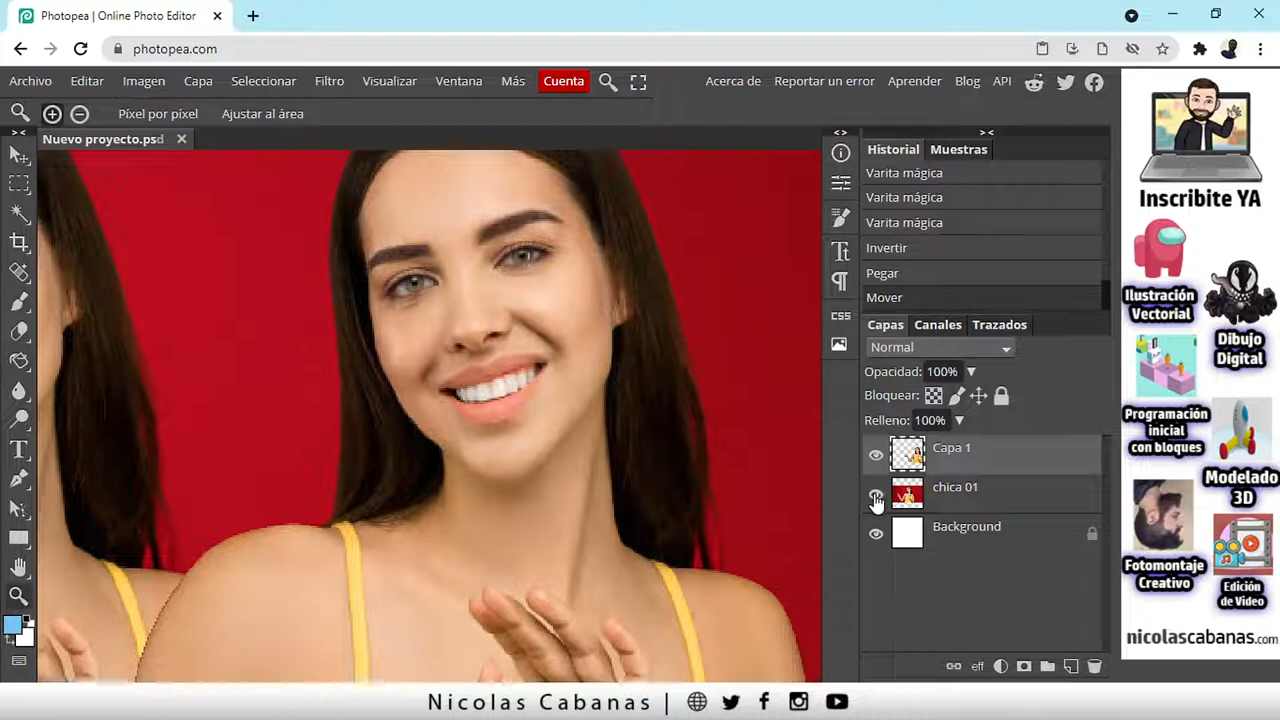 Photopea | Online Photo Editor
photopea.com
Archivo Editar Imagen Capa Seleccionar Filtro Visualizar Ventana Más Cuenta Acerca de Reportar un error Aprender Blog API
Píxel por píxel Ajustar al área
Nuevo proyecto.psd
Historial Muestras
Varita mágica
Varita mágica
Varita mágica
Invertir
Pegar
Mover
CSS
Capas Canales Trazados
Normal
Opacidad: 100%
Bloquear:
Relleno: 100%
Capa 1
chica 01
Background
eff
Inscribite YA
Ilustración
Vectorial
Dibujo
Digital
Programación
inicial
con bloques
Modelado
3D
Fotomontaje
Creativo
Edición
de Video
nicolascabanas.com
Nicolas Cabanas |